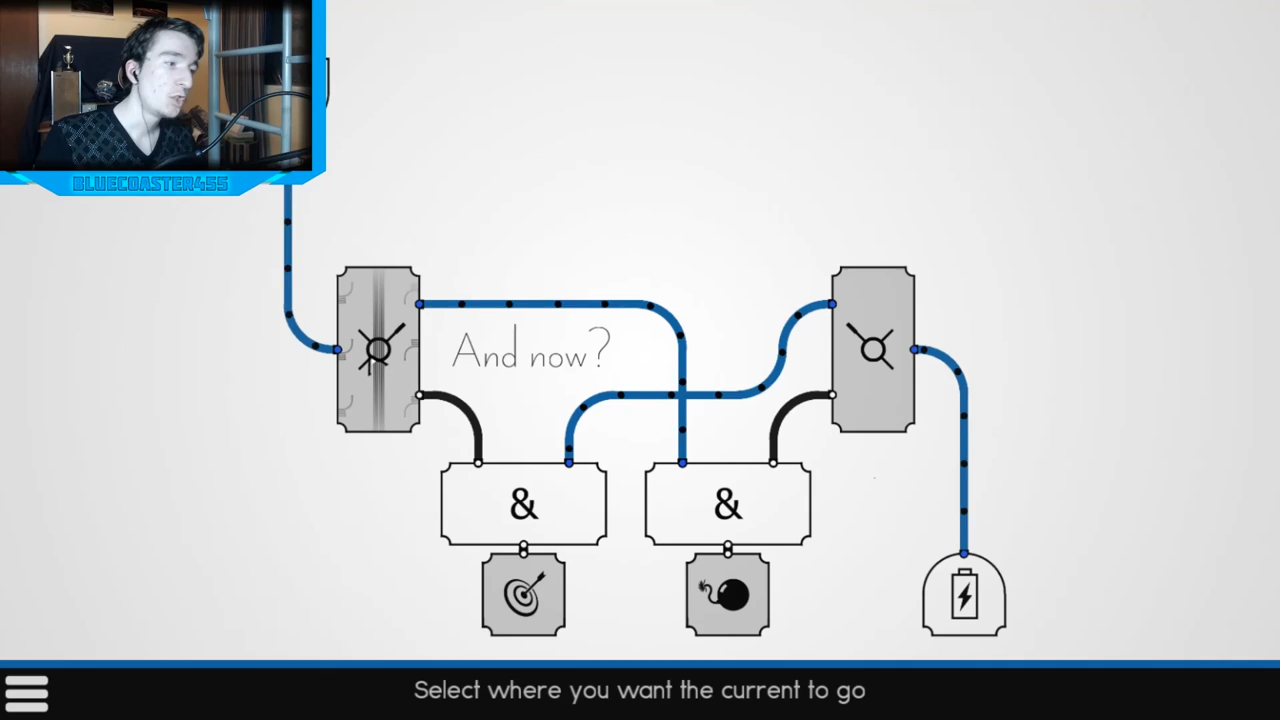 BLUECOASTER455
And now?
&
&
Select where you want the current to go